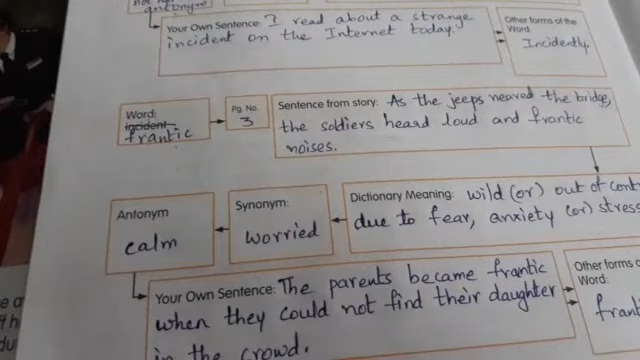 antonym
Your Own Sentence: I read about a strange
incident on the Internet today.
Other forms of the
Word:
Incidently.
Word:
incident
frantic
Pg. No.
3
Sentence from story: As the jeeps neared the bridge,
the soldiers heard loud and frantic
noises.
Antonym
calm
Synonym:
worried
Dictionary Meaning: wild (or) out of cont
due to fear, anxiety (or) stress
Your Own Sentence: The parents became frantic
when they could not find their daughter
in the crowd.
Other forms o
Word:
frant